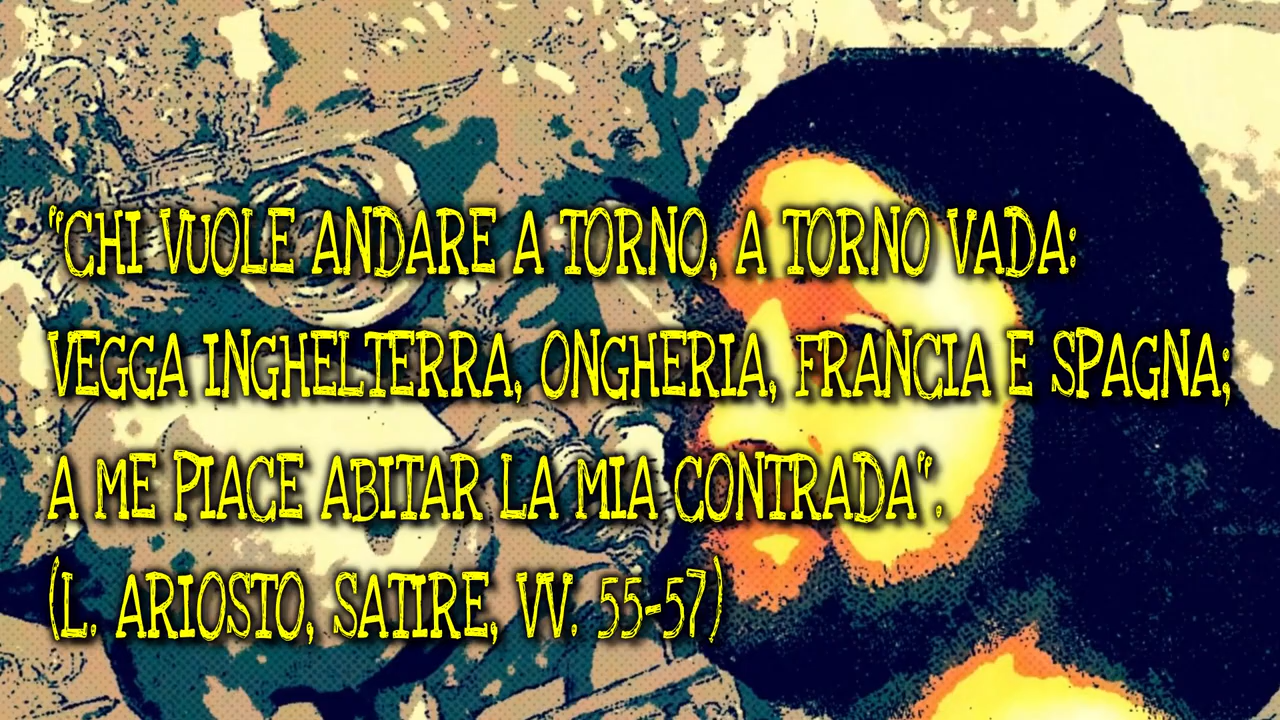 "CHI VUOLE ANDARE A TORNO, A TORNO VADA:
VEGGA INGHELTERRA, ONGHERIA, FRANCIA E SPAGNA;
A ME PIACE ABITAR LA MIA CONTRADA".
(L. ARIOSTO, SATIRE, VV. 55-57)